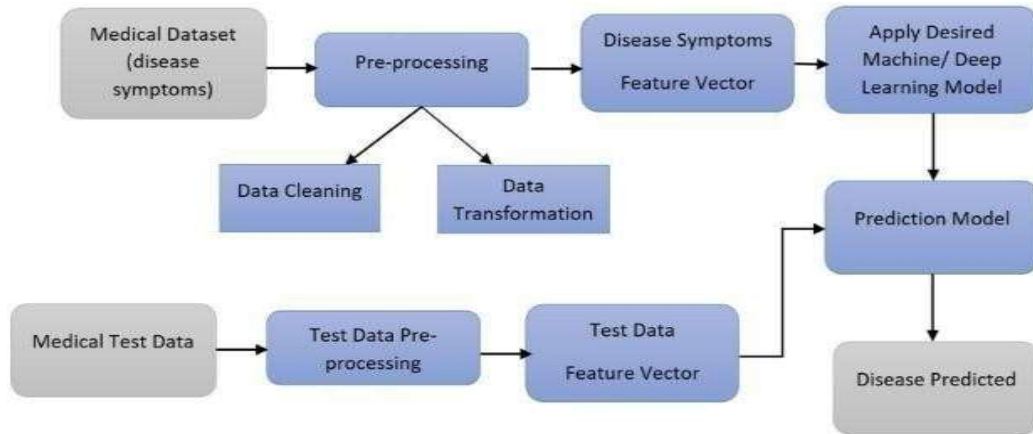 Medical Dataset
(disease
symptoms)
Pre-processing
Disease Symptoms
Feature Vector
Apply Desired
Machine/ Deep
Learning Model
Data Cleaning
Data
Transformation
Prediction Model
Medical Test Data
Test Data Pre-
processing
Test Data
Feature Vector
Disease Predicted